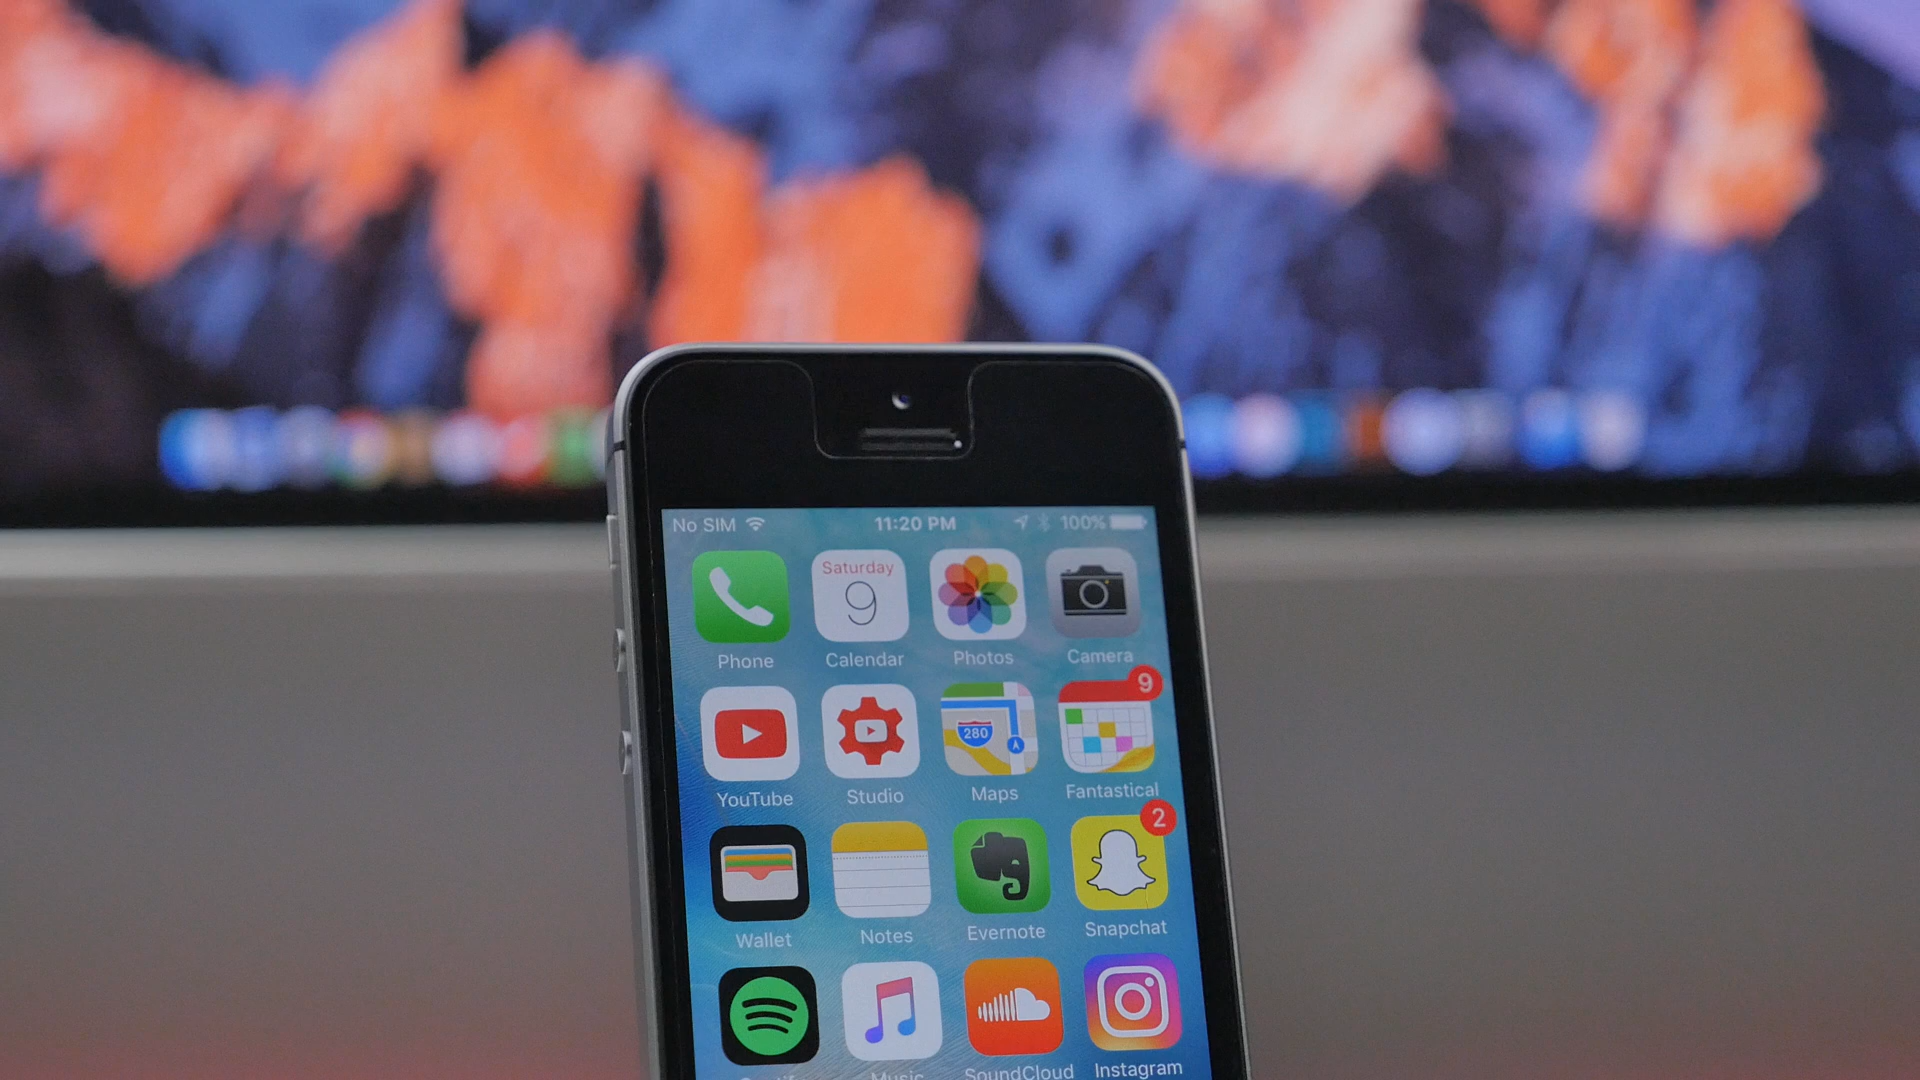 No SIM 11:20 PM 100%
Saturday
9
Phone Calendar Photos Camera
9
280
YouTube Studio Maps Fantastical
2
Wallet Notes Evernote Snapchat
SoundCloud Instagram